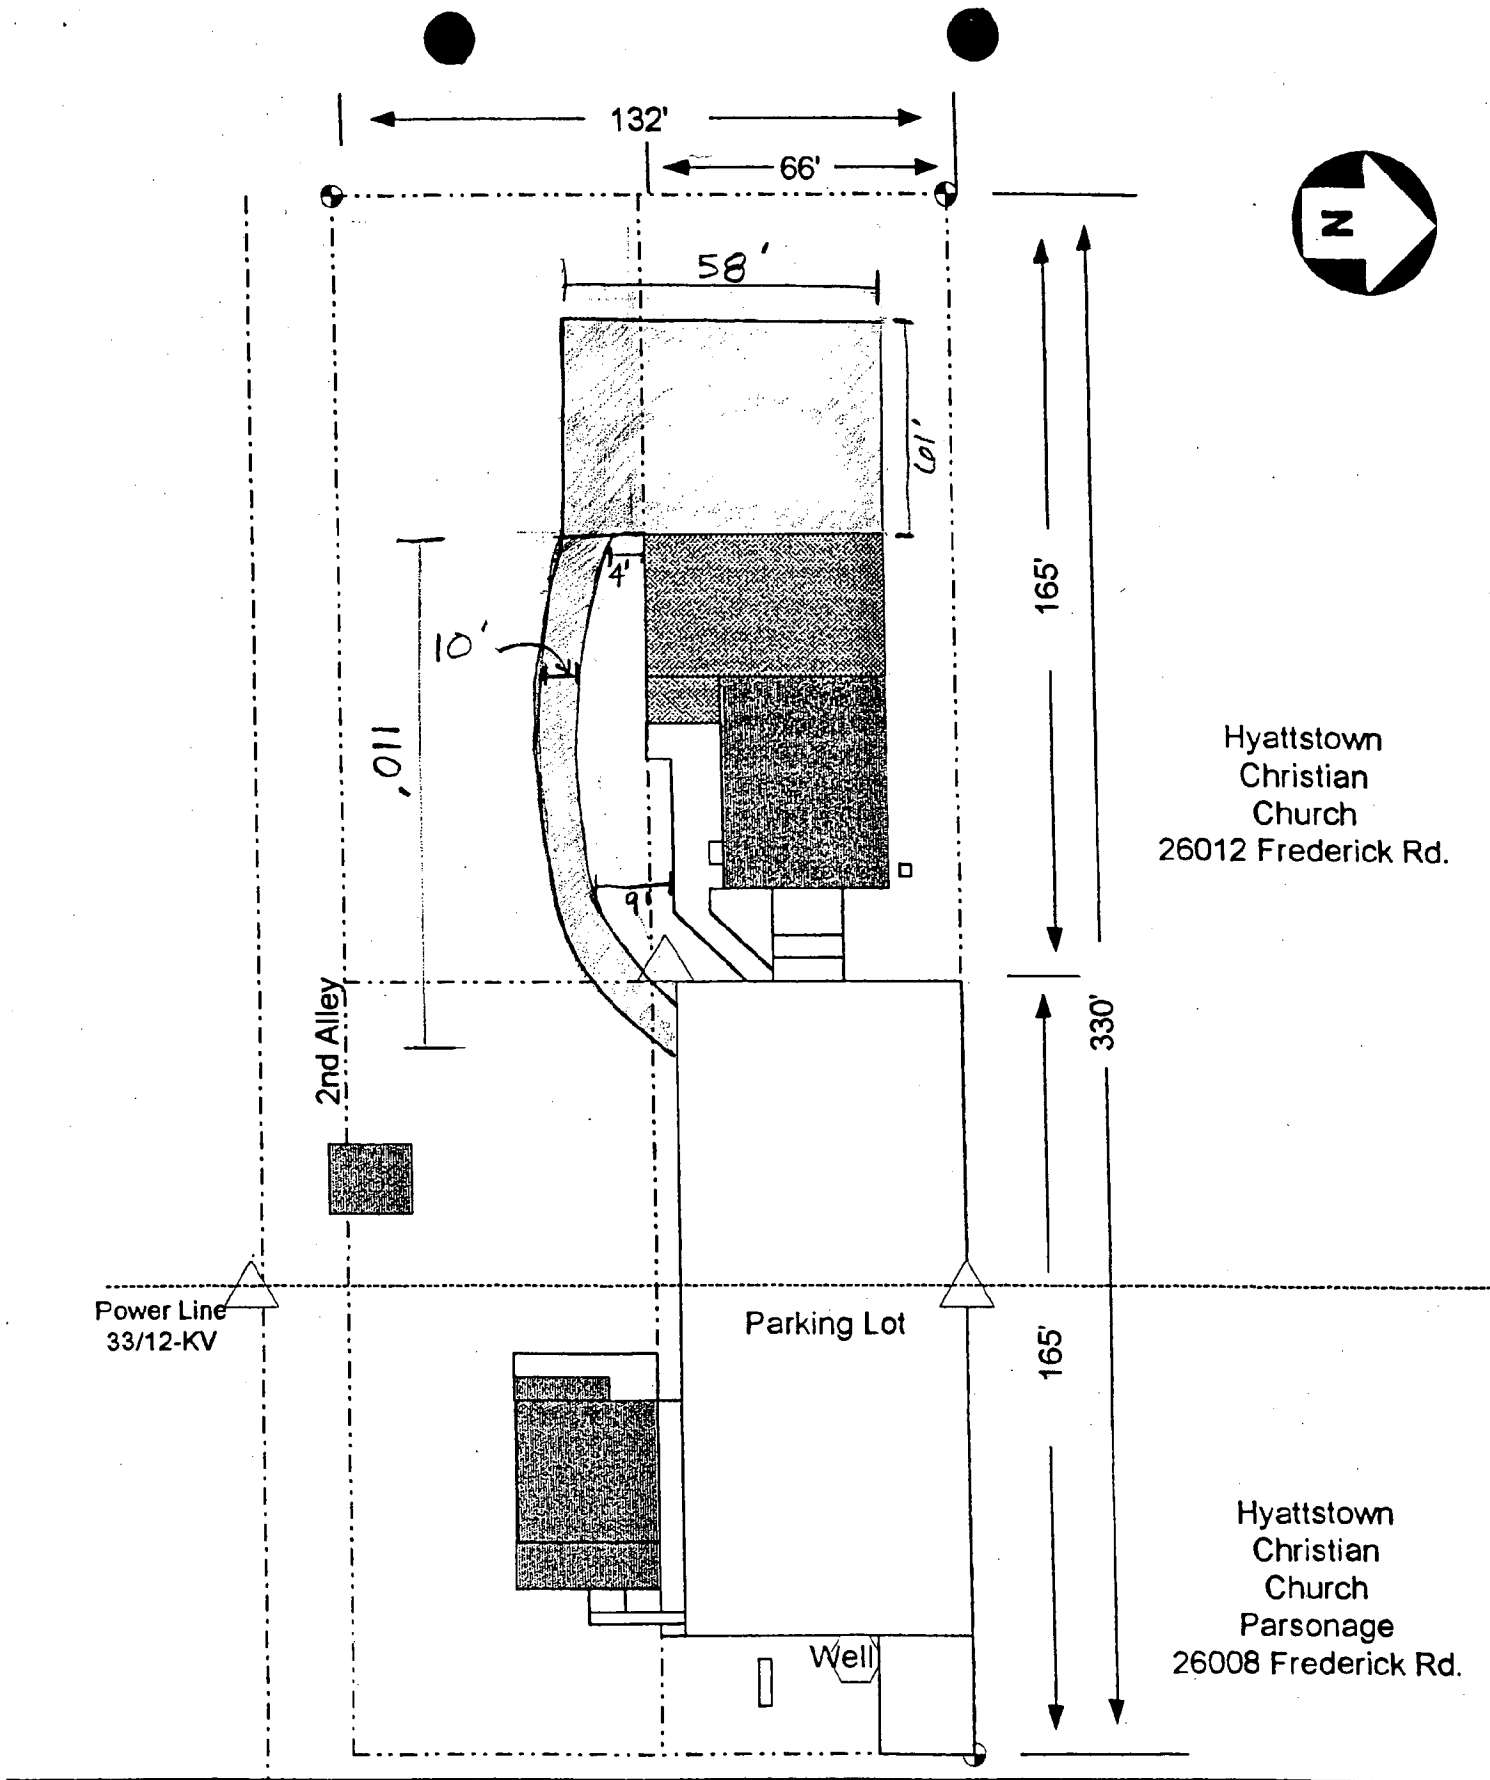 132'
66'
N
58'
61'
4'
10'
165'
110'
Hyattstown
Christian
Church
26012 Frederick Rd.
9'
2nd Alley
330'
Power Line
33/12-KV
Parking Lot
165'
Hyattstown
Christian
Church
Parsonage
26008 Frederick Rd.
Well